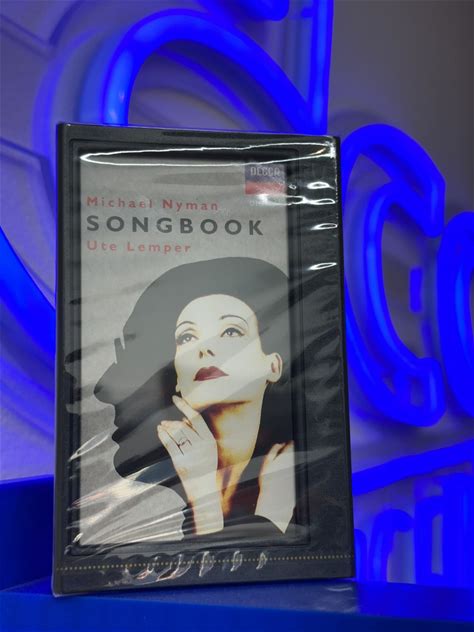 DECCA
Michael Nyman
SONGBOOK
Ute Lemper